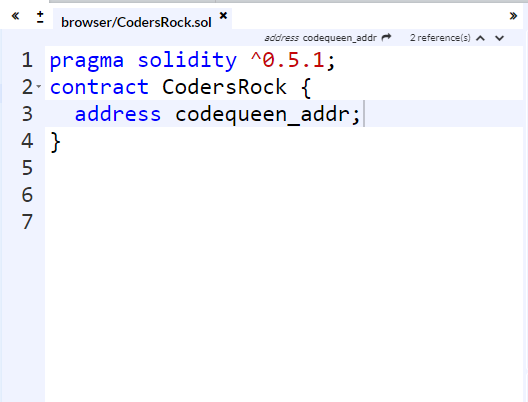 browser/CodersRock.sol
address codequeen_addr 2 reference(s)
1 pragma solidity ^0.5.1;
2 contract CodersRock {
3 address codequeen_addr;
4 }
5
6
7